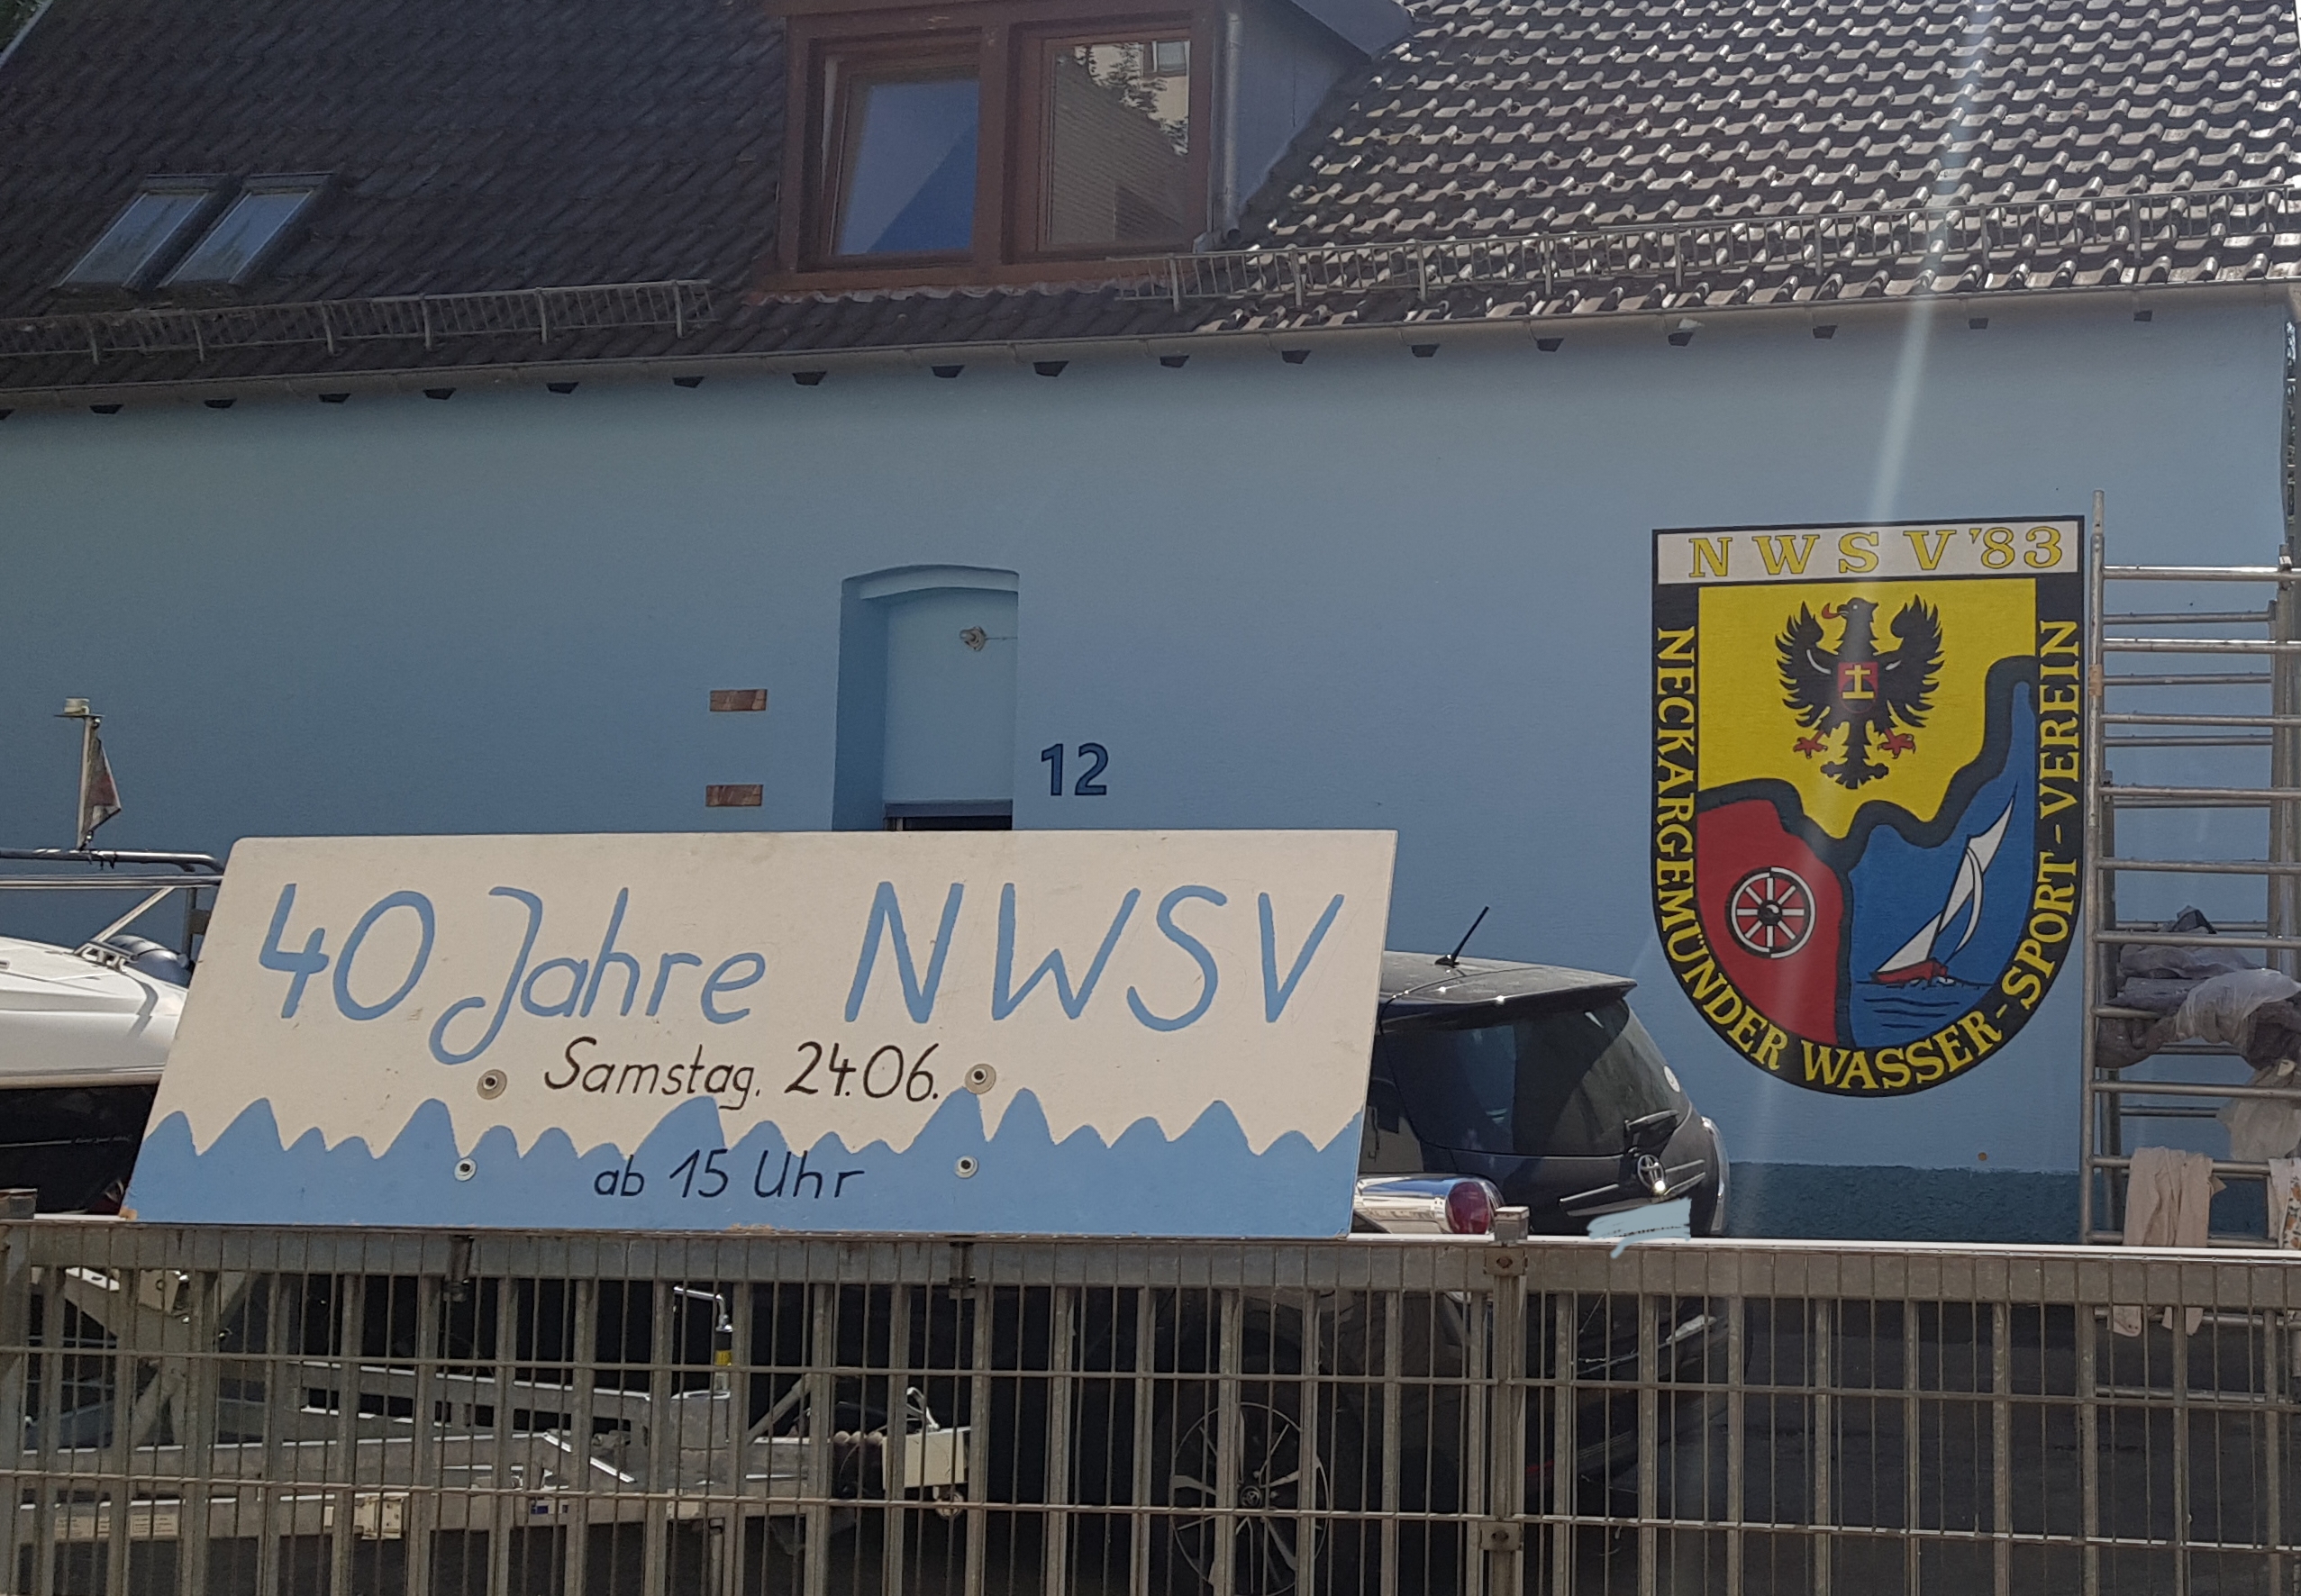 NWSV '83
NECKARGEMÜNDER WASSER-SPORT-VEREIN
12
40 Jahre NWSV
Samstag, 24.06.
ab 15 Uhr